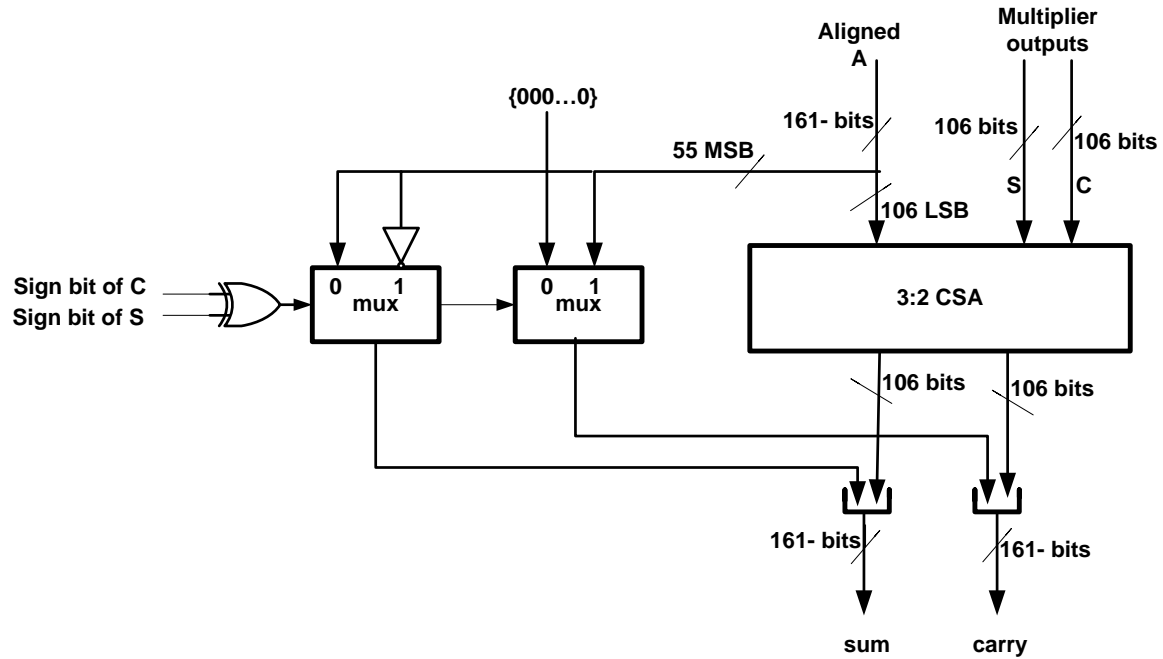 Aligned
A
Multiplier
outputs
{000…0}
161- bits
106 bits
106 bits
55 MSB
S
C
106 LSB
Sign bit of C
Sign bit of S
0
1
mux
0
1
mux
3:2 CSA
106 bits
106 bits
161- bits
161- bits
sum
carry